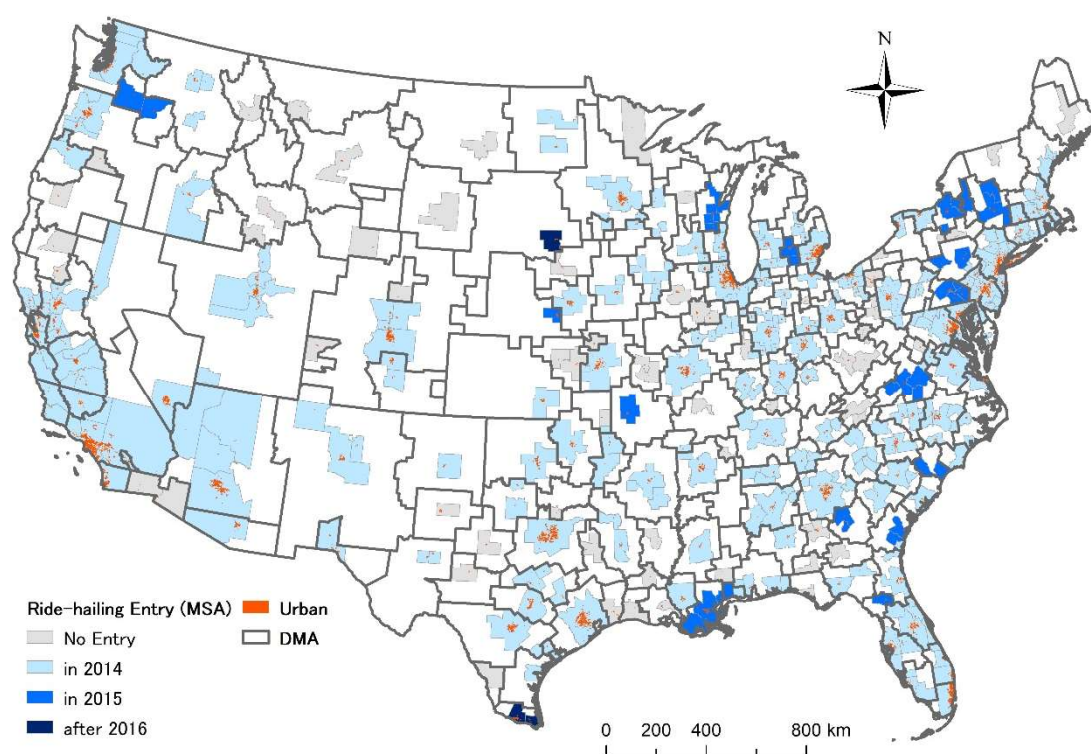 N
Ride-hailing Entry (MSA)
Urban
No Entry
DMA
in 2014
in 2015
after 2016
0 200 400 800 km